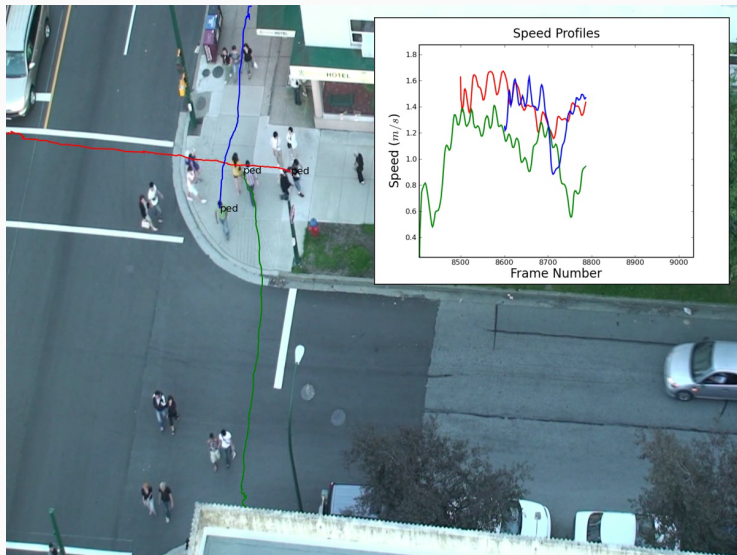 Speed Profiles
Speed (m/s)
1.8
1.6
1.4
1.2
1.0
0.8
0.6
0.4
8500
8600
8700
8800
8900
9000
Frame Number
HOTEL
HOTEL
ped
ped
ped